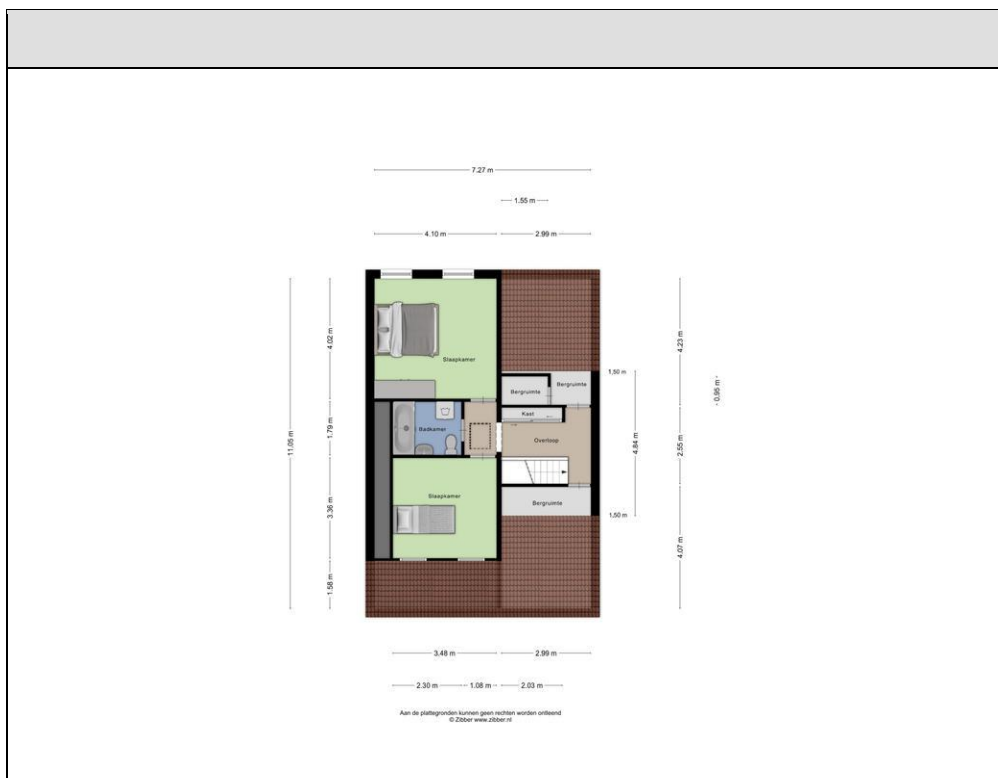 7.27 m
1.55 m
4.10 m
2.99 m
4.02 m
4.23 m
Slaapkamer
1,50 m
Bergruimte
Bergruimte
0.95 m
Kast
1.79 m
Badkamer
Overloop
11.05 m
4.84 m
2.55 m
3.36 m
Slaapkamer
Bergruimte
1,50 m
4.07 m
1.58 m
3.48 m
2.99 m
2.30 m
1.08 m
2.03 m
Aan de plattegronden kunnen geen rechten worden ontleend
© Zibber www.zibber.nl